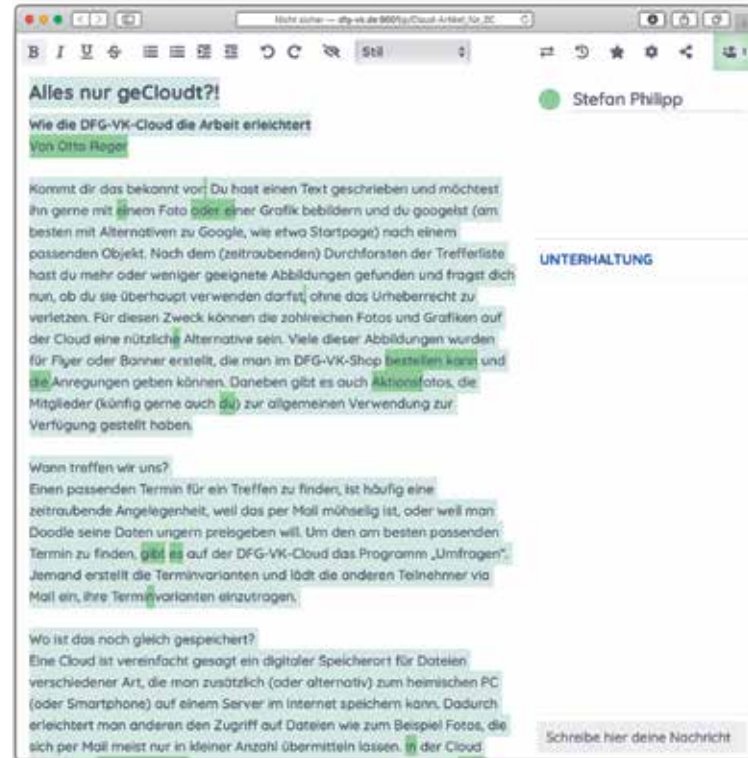 Nicht sicher — dfg-vk.de:9001/p/Cloud-Artikel_für_ZC
B I U S
Stil
1
Alles nur geCloudt?!
Wie die DFG-VK-Cloud die Arbeit erleichtert
Von Otto Reger
Kommt dir das bekannt vor: Du hast einen Text geschrieben und möchtest
ihn gerne mit einem Foto oder einer Grafik bebildern und du googelst (am
besten mit Alternativen zu Google, wie etwa Startpage) nach einem
passenden Objekt. Nach dem (zeitraubenden) Durchforsten der Trefferliste
hast du mehr oder weniger geeignete Abbildungen gefunden und fragst dich
nun, ob du sie überhaupt verwenden darfst, ohne das Urheberrecht zu
verletzen. Für diesen Zweck können die zahlreichen Fotos und Grafiken auf
der Cloud eine nützliche Alternative sein. Viele dieser Abbildungen wurden
für Flyer oder Banner erstellt, die man im DFG-VK-Shop bestellen kann und
die Anregungen geben können. Daneben gibt es auch Aktionsfotos, die
Mitglieder (künfig gerne auch du) zur allgemeinen Verwendung zur
Verfügung gestellt haben.
Wann treffen wir uns?
Einen passenden Termin für ein Treffen zu finden, ist häufig eine
zeitraubende Angelegenheit, weil das per Mail mühselig ist, oder weil man
Doodle seine Daten ungern preisgeben will. Um den am besten passenden
Termin zu finden, gibt es auf der DFG-VK-Cloud das Programm „Umfragen“.
Jemand erstellt die Terminvarianten und lädt die anderen Teilnehmer via
Mail ein, ihre Terminvarianten einzutragen.
Wo ist das noch gleich gespeichert?
Eine Cloud ist vereinfacht gesagt ein digitaler Speicherort für Dateien
verschiedener Art, die man zusätzlich (oder alternativ) zum heimischen PC
(oder Smartphone) auf einem Server im Internet speichern kann. Dadurch
erleichtert man anderen den Zugriff auf Dateien wie zum Beispiel Fotos, die
sich per Mail meist nur in kleiner Anzahl übermitteln lassen. In der Cloud
Stefan Philipp
UNTERHALTUNG
Schreibe hier deine Nachricht